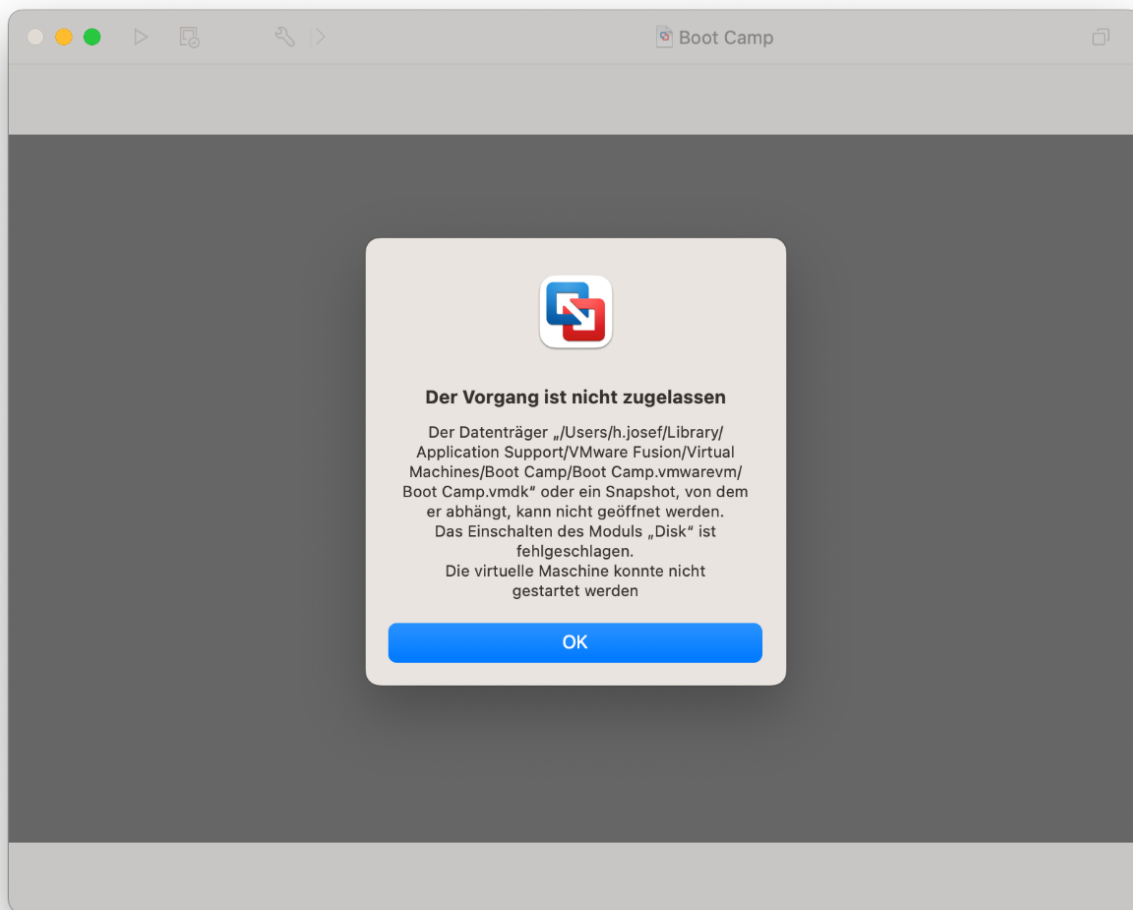 Boot Camp
Der Vorgang ist nicht zugelassen
Der Datenträger „/Users/h.josef/Library/
Application Support/VMware Fusion/Virtual
Machines/Boot Camp/Boot Camp.vmwarevm/
Boot Camp.vmdk“ oder ein Snapshot, von dem
er abhängt, kann nicht geöffnet werden.
Das Einschalten des Moduls „Disk“ ist
fehlgeschlagen.
Die virtuelle Maschine konnte nicht
gestartet werden
OK